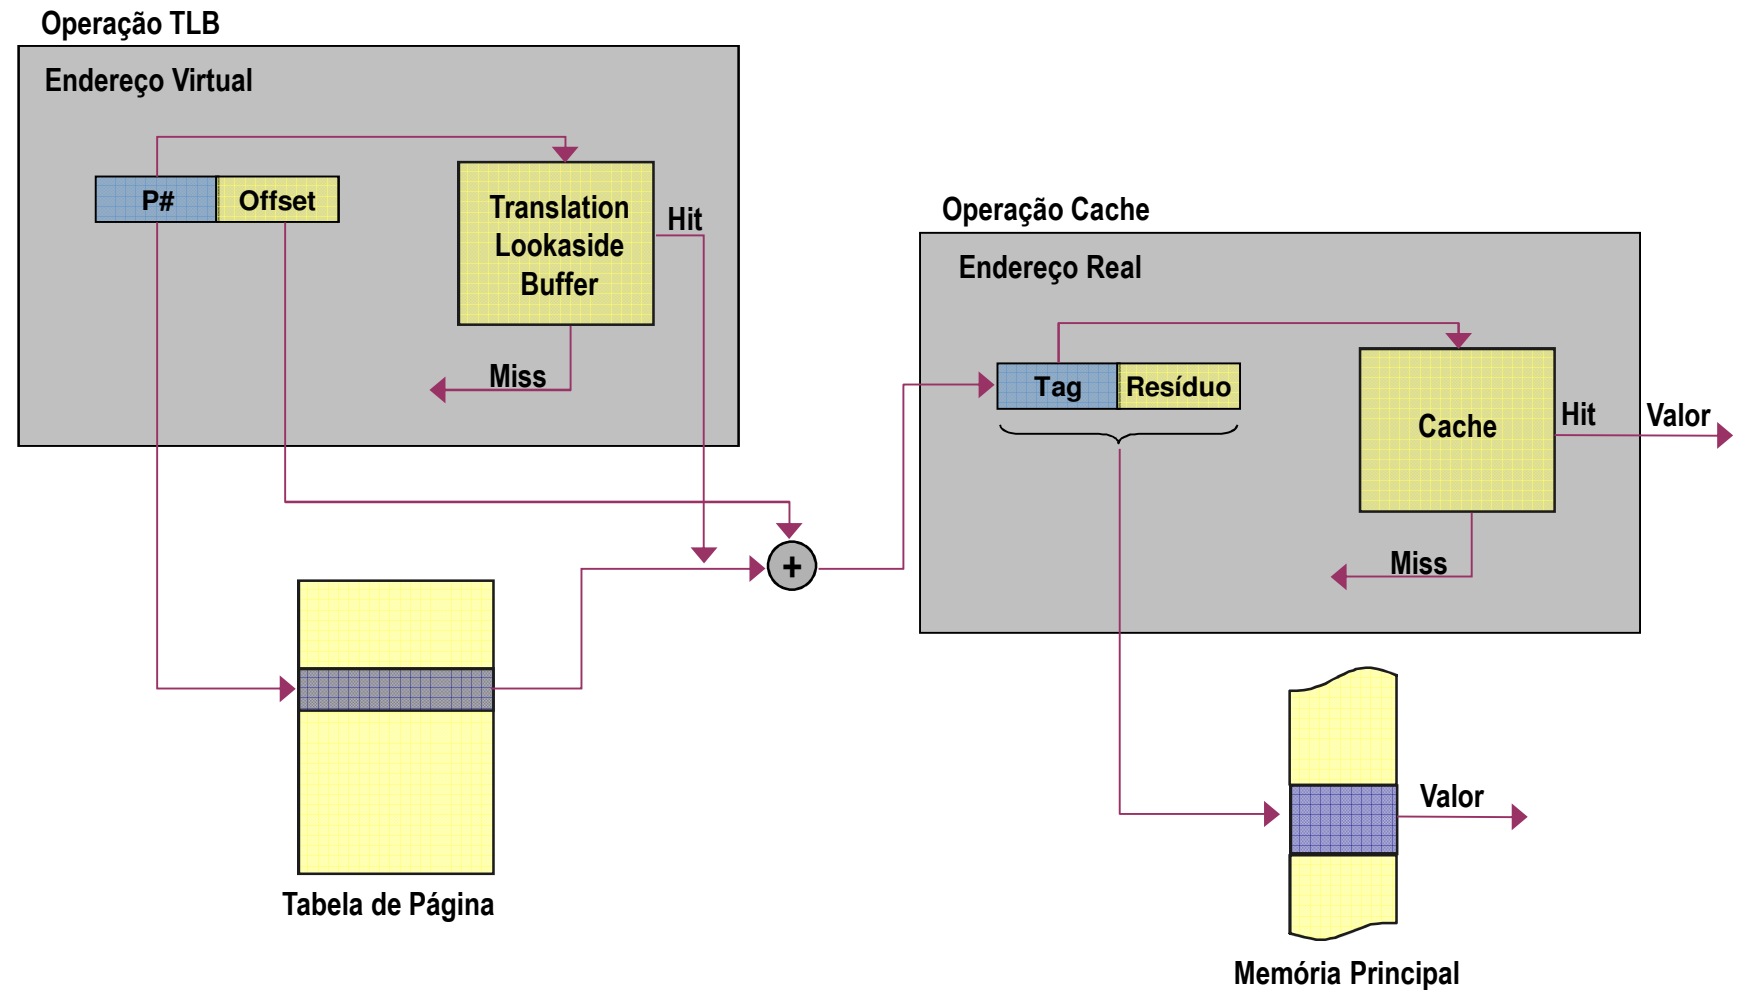 Operação TLB
Endereço Virtual
P#
Offset
Translation
Lookaside
Buffer
Hit
Miss
Operação Cache
Endereço Real
Tag
Resíduo
Cache
Hit
Valor
Miss
+
Tabela de Página
Valor
Memória Principal